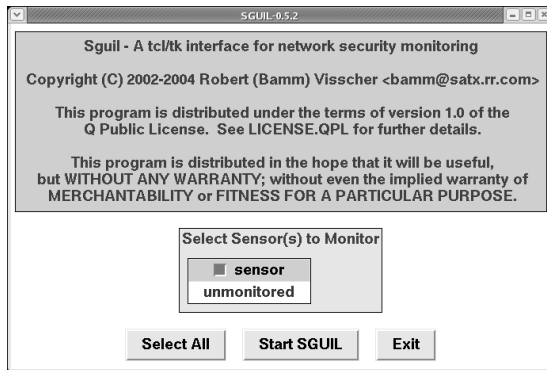 SGUIL-0.5.2
Sguil - A tcl/tk interface for network security monitoring
Copyright (C) 2002-2004 Robert (Bamm) Visscher <bamm@satx.rr.com>
This program is distributed under the terms of version 1.0 of the
Q Public License. See LICENSE.QPL for further details.
This program is distributed in the hope that it will be useful,
but WITHOUT ANY WARRANTY; without even the implied warranty of
MERCHANTABILITY or FITNESS FOR A PARTICULAR PURPOSE.
Select Sensor(s) to Monitor
sensor
unmonitored
Select All Start SGUIL Exit